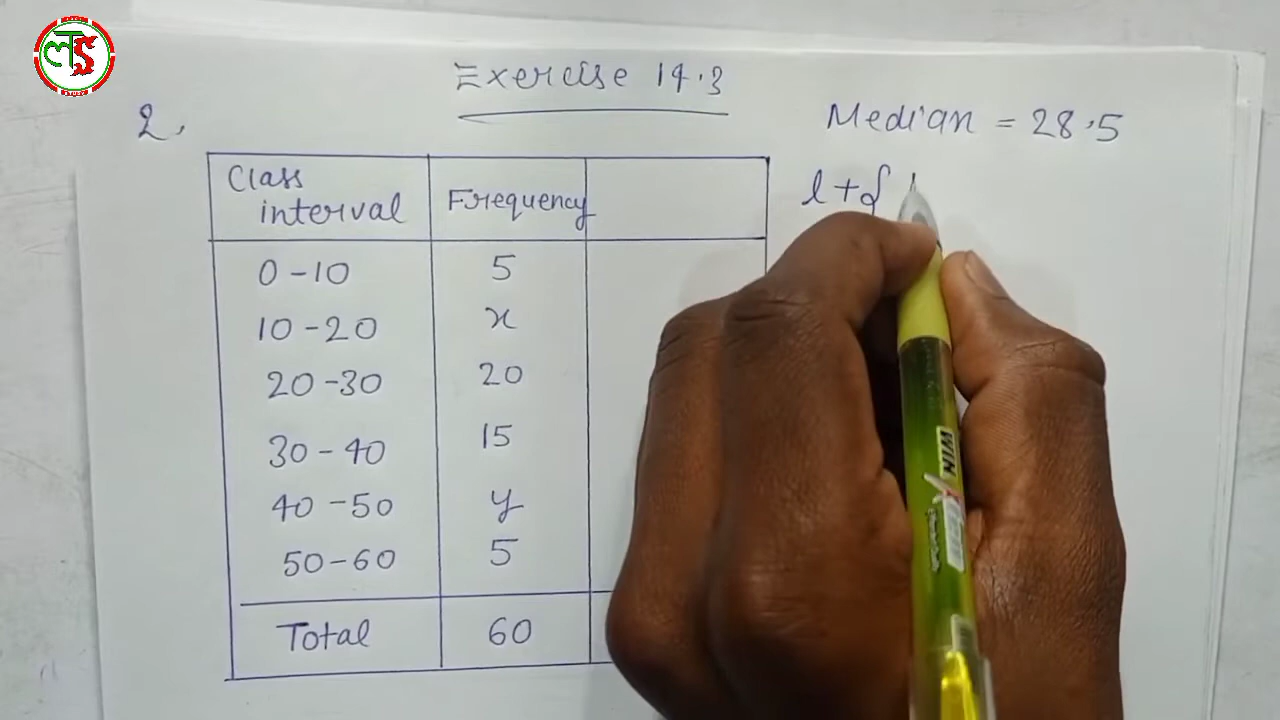 Exercise 14.3
2.
Median = 28.5
l + {
Class interval Frequency
0-10 5
10-20 x
20-30 20
30-40 15
40-50 y
50-60 5
Total 60
WIN